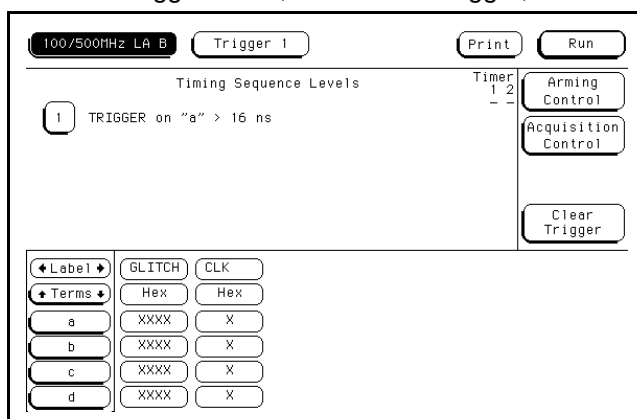 100/500MHz LA B Trigger 1 Print Run
Timing Sequence Levels
Timer
1 2
- -
1 TRIGGER on "a" > 16 ns
Arming
Control
Acquisition
Control
Clear
Trigger
Label GLITCH CLK
Terms Hex Hex
a XXXX X
b XXXX X
c XXXX X
d XXXX X